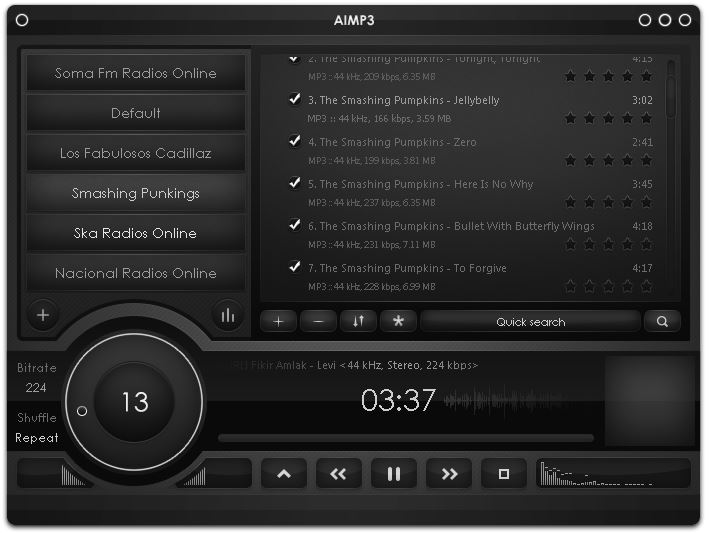 AIMP3
Soma Fm Radios Online
Default
Los Fabulosos Cadillaz
Smashing Punkings
Ska Radios Online
Nacional Radios Online
2. The Smashing Pumpkins - Tonight, Tonight 4:15
MP3 :: 44 kHz, 209 kbps, 6.35 MB
3. The Smashing Pumpkins - Jellybelly 3:02
MP3 :: 44 kHz, 166 kbps, 3.59 MB
4. The Smashing Pumpkins - Zero 2:41
MP3 :: 44 kHz, 199 kbps, 3.81 MB
5. The Smashing Pumpkins - Here Is No Why 3:45
MP3 :: 44 kHz, 237 kbps, 6.35 MB
6. The Smashing Pumpkins - Bullet With Butterfly Wings 4:18
MP3 :: 44 kHz, 231 kbps, 7.11 MB
7. The Smashing Pumpkins - To Forgive 4:17
MP3 :: 44 kHz, 228 kbps, 6.99 MB
Quick search
Bitrate
224
Shuffle
Repeat
13
Fikir Amlak - Levi <44 kHz, Stereo, 224 kbps>
03:37